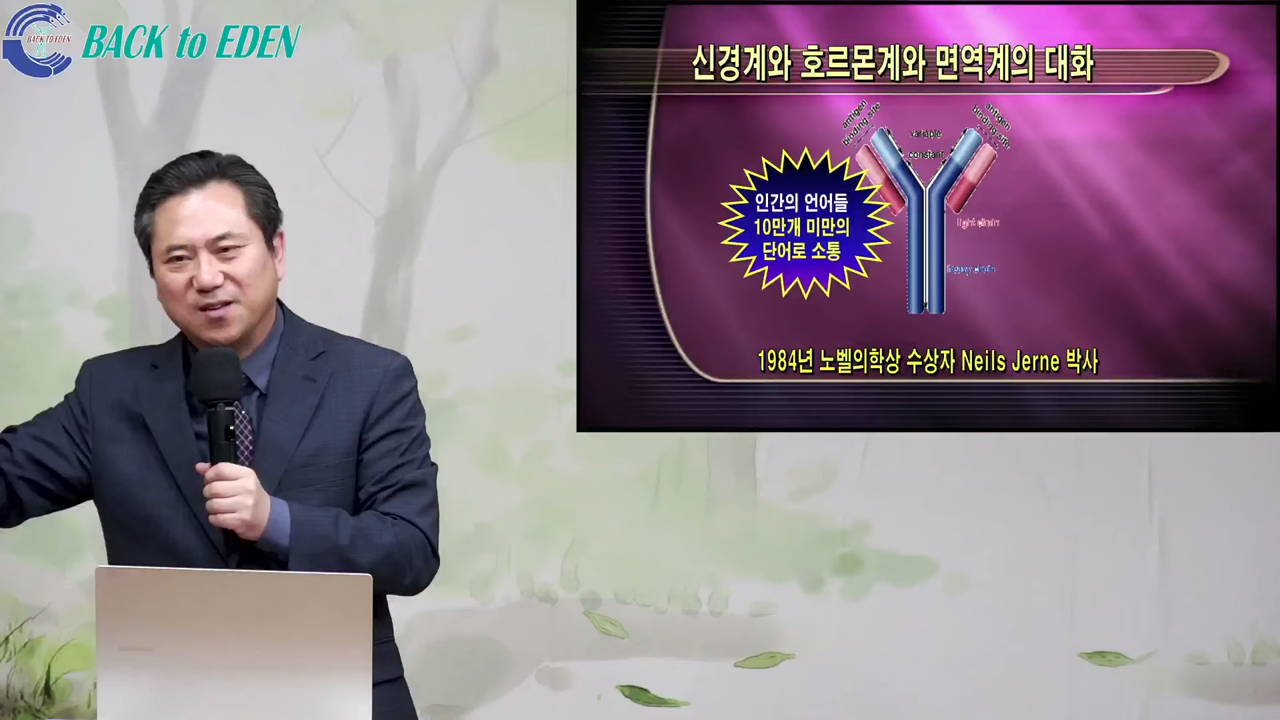 BACK TO EDEN
BACK to EDEN
신경계와 호르몬계와 면역계의 대화
antigen
binding site
antigen
binding site
variable
constant
인간의 언어들
10만개 미만의
단어로 소통
light chain
heavy chain
1984년 노벨의학상 수상자 Neils Jerne 박사